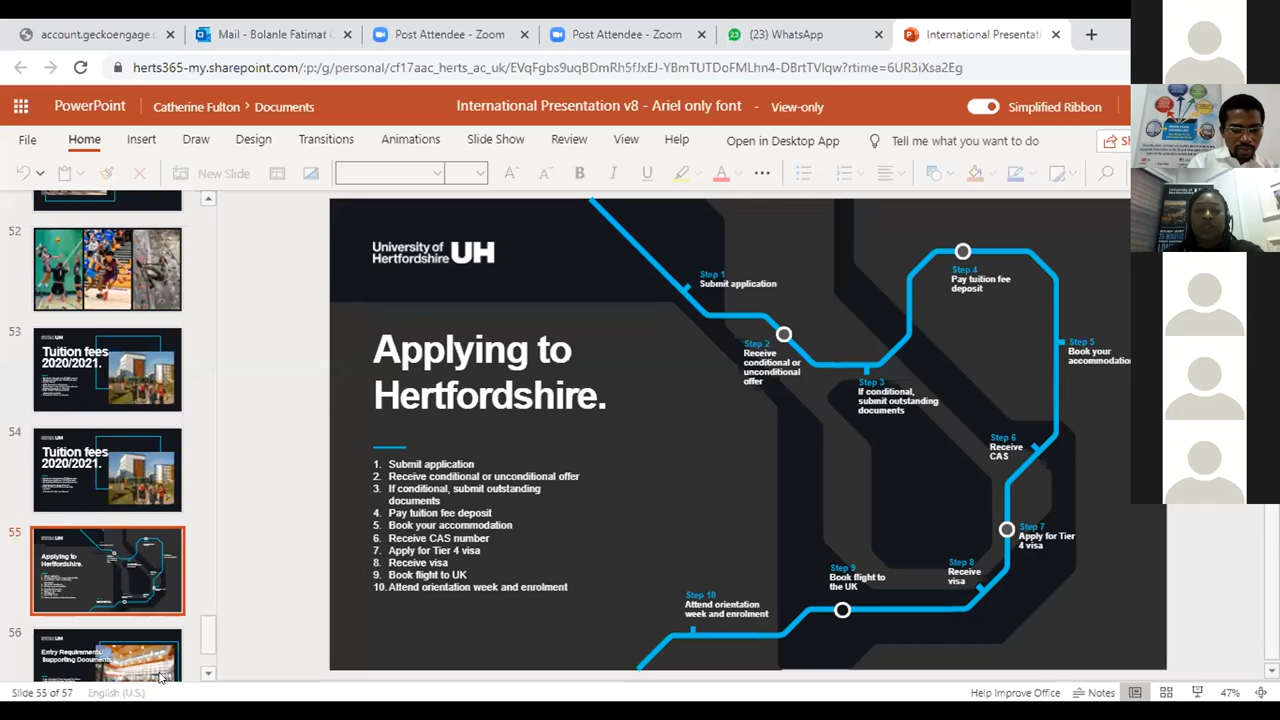 account.geckoengage.c
Mail - Bolanle Fatimat
Post Attendee - Zoom
Post Attendee - Zoom
(23) WhatsApp
International Presentati
herts365-my.sharepoint.com/:p:/g/personal/cf17aac_herts_ac_uk/EVqFgbs9uqBDmRh5fJxEJ-YBmTUTDoFMLhn4-DBrtTVlqw?rtime=6UR3iXsa2Eg
PowerPoint
Catherine Fulton > Documents
International Presentation v8 - Ariel only font - View-only
Simplified Ribbon
File
Home
Insert
Draw
Design
Transitions
Animations
Review
View
Help
Open in Desktop App
Tell me what you want to do
Sh
New Slide
52
53
Tuition fees
2020/2021.
54
Tuition fees
2020/2021.
55
Applying to
Hertfordshire.
56
Entry Requirements
Supporting Documents
University of
Hertfordshire UH
Applying to
Hertfordshire.
1. Submit application
2. Receive conditional or unconditional offer
3. If conditional, submit outstanding
documents
4. Pay tuition fee deposit
5. Book your accommodation
6. Receive CAS number
7. Apply for Tier 4 visa
8. Receive visa
9. Book flight to UK
10. Attend orientation week and enrolment
Step 1
Submit application
Step 2
Receive
conditional or
unconditional
offer
Step 3
If conditional,
submit outstanding
documents
Step 4
Pay tuition fee
deposit
Step 5
Book your
accommodation
Step 6
Receive
CAS
Step 7
Apply for Tier
4 visa
Step 8
Receive
visa
Step 9
Book flight to
the UK
Step 10
Attend orientation
week and enrolment
Slide 55 of 57
English (U.S.)
Help Improve Office
Notes
47%